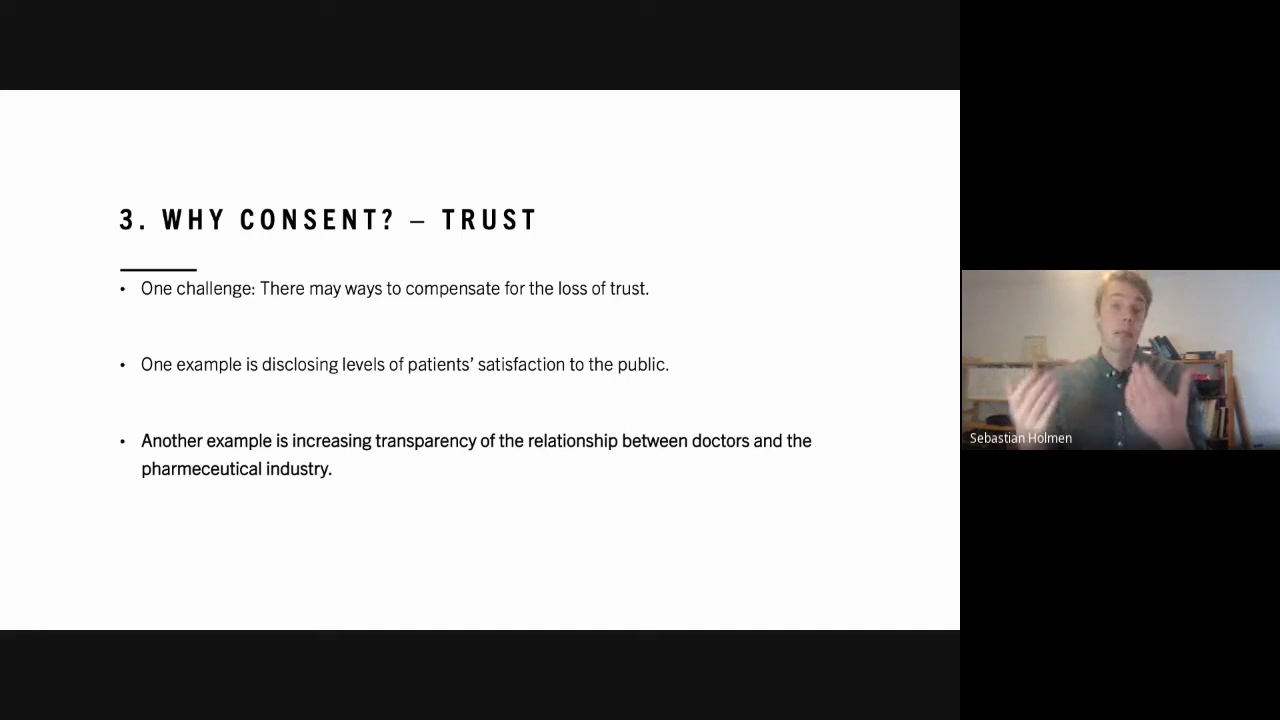 3. WHY CONSENT? – TRUST
• One challenge: There may ways to compensate for the loss of trust.
• One example is disclosing levels of patients’ satisfaction to the public.
• Another example is increasing transparency of the relationship between doctors and the
pharmeceutical industry.
Sebastian Holmen